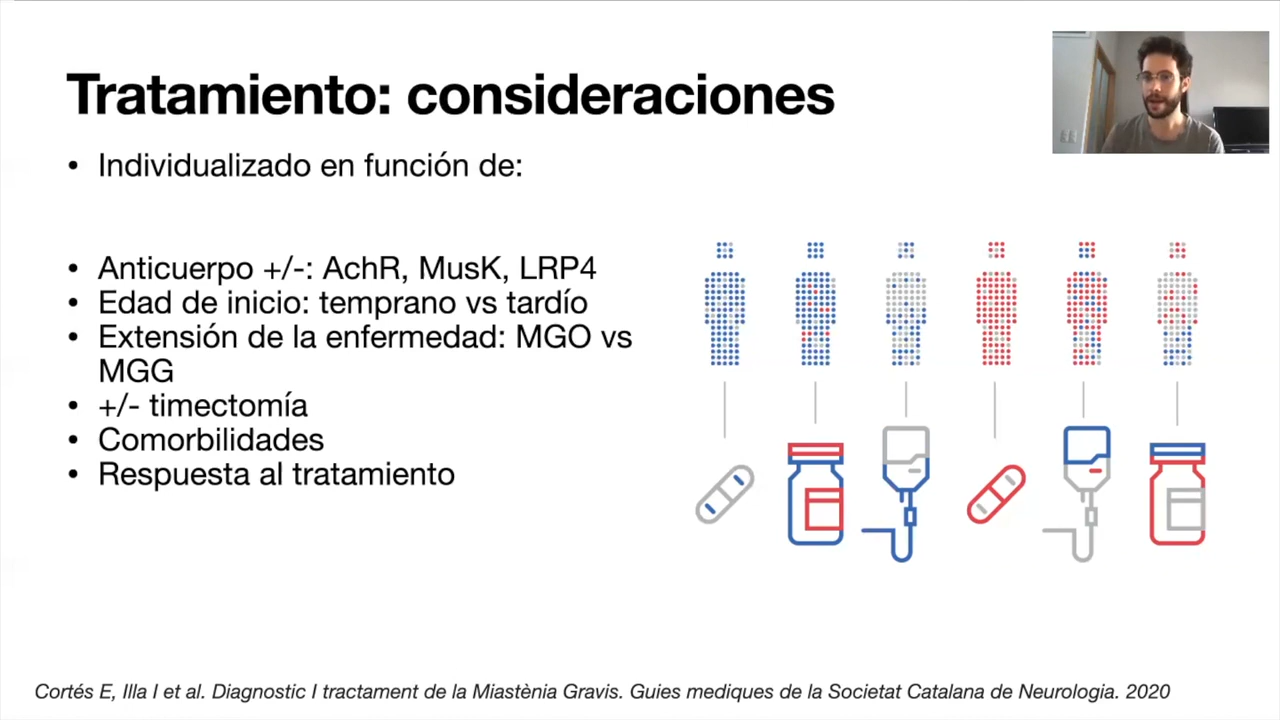 Tratamiento: consideraciones
• Individualizado en función de:
• Anticuerpo +/-: AchR, MusK, LRP4
• Edad de inicio: temprano vs tardío
• Extensión de la enfermedad: MGO vs
MGG
• +/- timectomía
• Comorbilidades
• Respuesta al tratamiento
Cortés E, Illa I et al. Diagnostic I tractament de la Miastènia Gravis. Guies mediques de la Societat Catalana de Neurologia. 2020